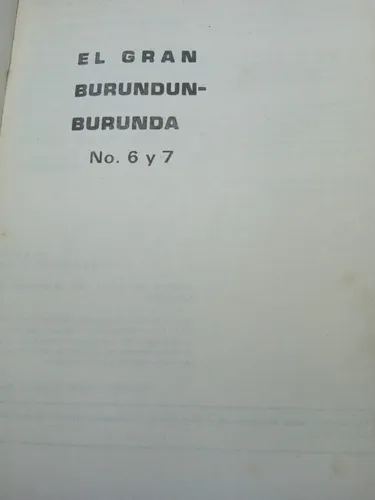 EL GRAN
BURUNDUN-
BURUNDA
No. 6 y 7